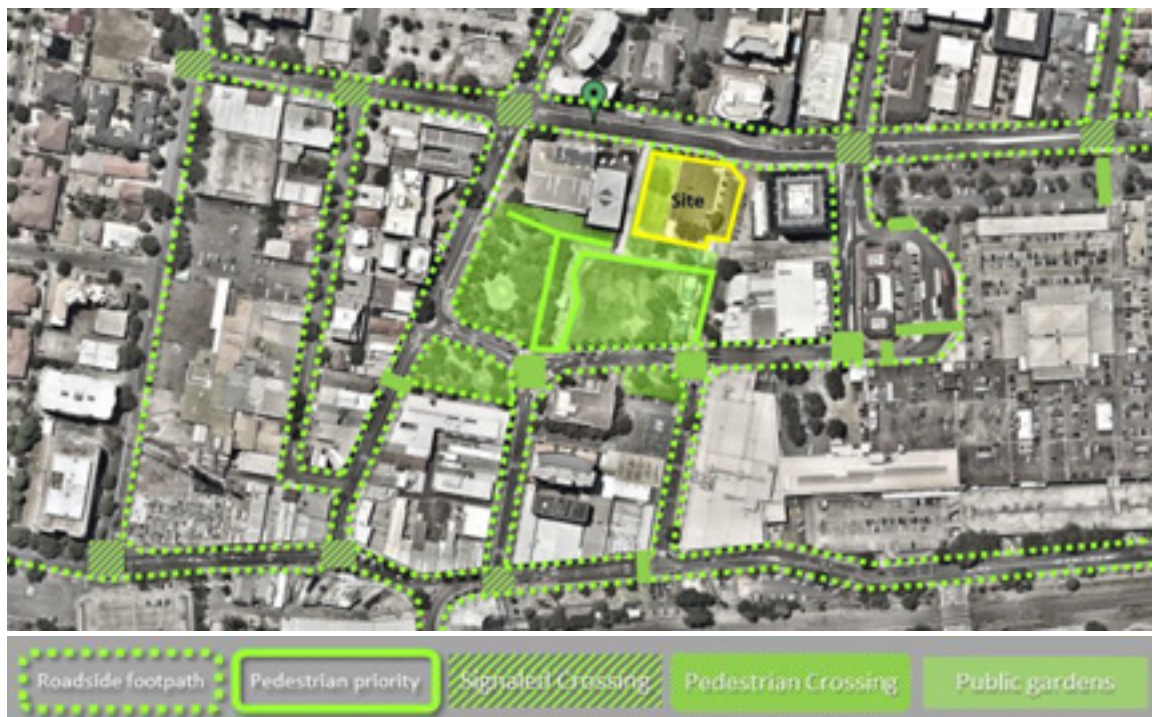 Site
Roadside footpath
Pedestrian priority
Signaled Crossing
Pedestrian Crossing
Public gardens